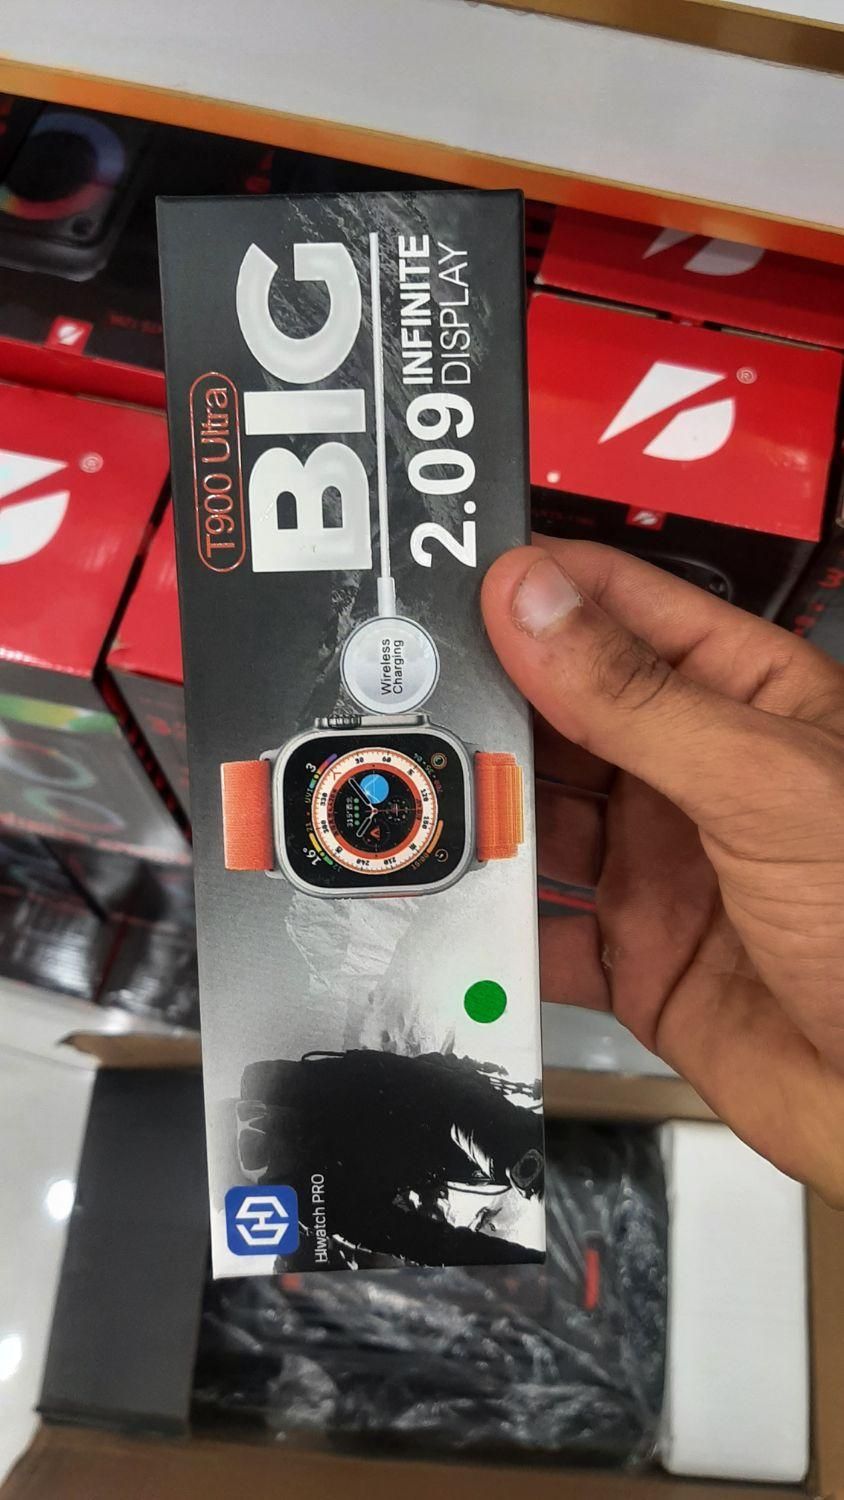 T900 Ultra
BIG
2.09 INFINITE
DISPLAY
Wireless
Charging
Hiwatch PRO